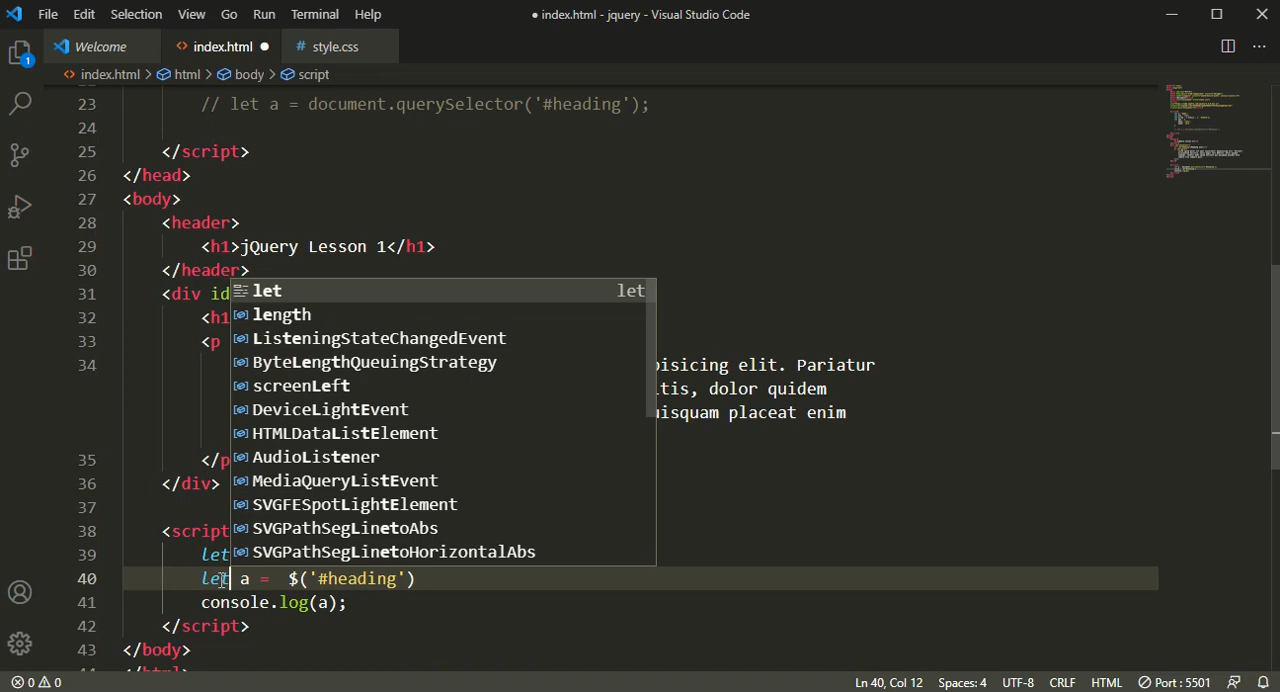 File Edit Selection View Go Run Terminal Help ● index.html - jquery - Visual Studio Code
Welcome <> index.html ● # style.css
<> index.html > html > body > script
23 // let a = document.querySelector('#heading');
24
25 </script>
26 </head>
27 <body>
28 <header>
29 <h1>jQuery Lesson 1</h1>
30 </header>
31 <div id
32 <h1
33 <p
34 pisicing elit. Pariatur
itis, dolor quidem
uisquam placeat enim
35 </p
36 </div>
37
38 <script
39 let
40 let a = $('#heading')
41 console.log(a);
42 </script>
43 </body>
44 </html>
let let
length
ListeningStateChangedEvent
ByteLengthQueuingStrategy
screenLeft
DeviceLightEvent
HTMLDataListElement
AudioListener
MediaQueryListEvent
SVGFESpotLightElement
SVGPathSegLinetoAbs
SVGPathSegLinetoHorizontalAbs
1
0 0 Ln 40, Col 12 Spaces: 4 UTF-8 CRLF HTML Port : 5501